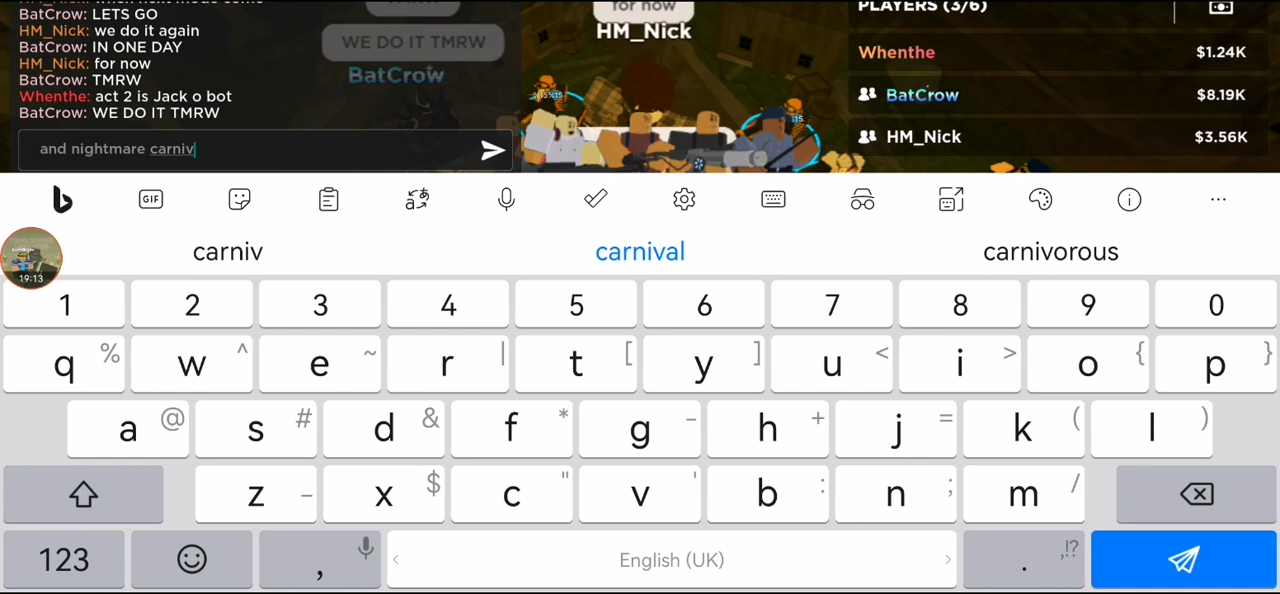 BatCrow: LETS GO
HM_Nick: we do it again
BatCrow: IN ONE DAY
HM_Nick: for now
BatCrow: TMRW
Whenthe: act 2 is Jack o bot
BatCrow: WE DO IT TMRW
and nightmare carniv
WE DO IT TMRW
BatCrow
for now
HM_Nick
PLAYERS (3/6)
Whenthe $1.24K
BatCrow $8.19K
HM_Nick $3.56K
GIF
19:13
carniv carnival carnivorous
1 2 3 4 5 6 7 8 9 0
q % w ^ e ~ r | t [ y ] u < i > o { p }
a @ s # d & f * g - h + j = k ( l )
z _ x $ c " v ' b : n ; m /
123 , English (UK) . ,!?